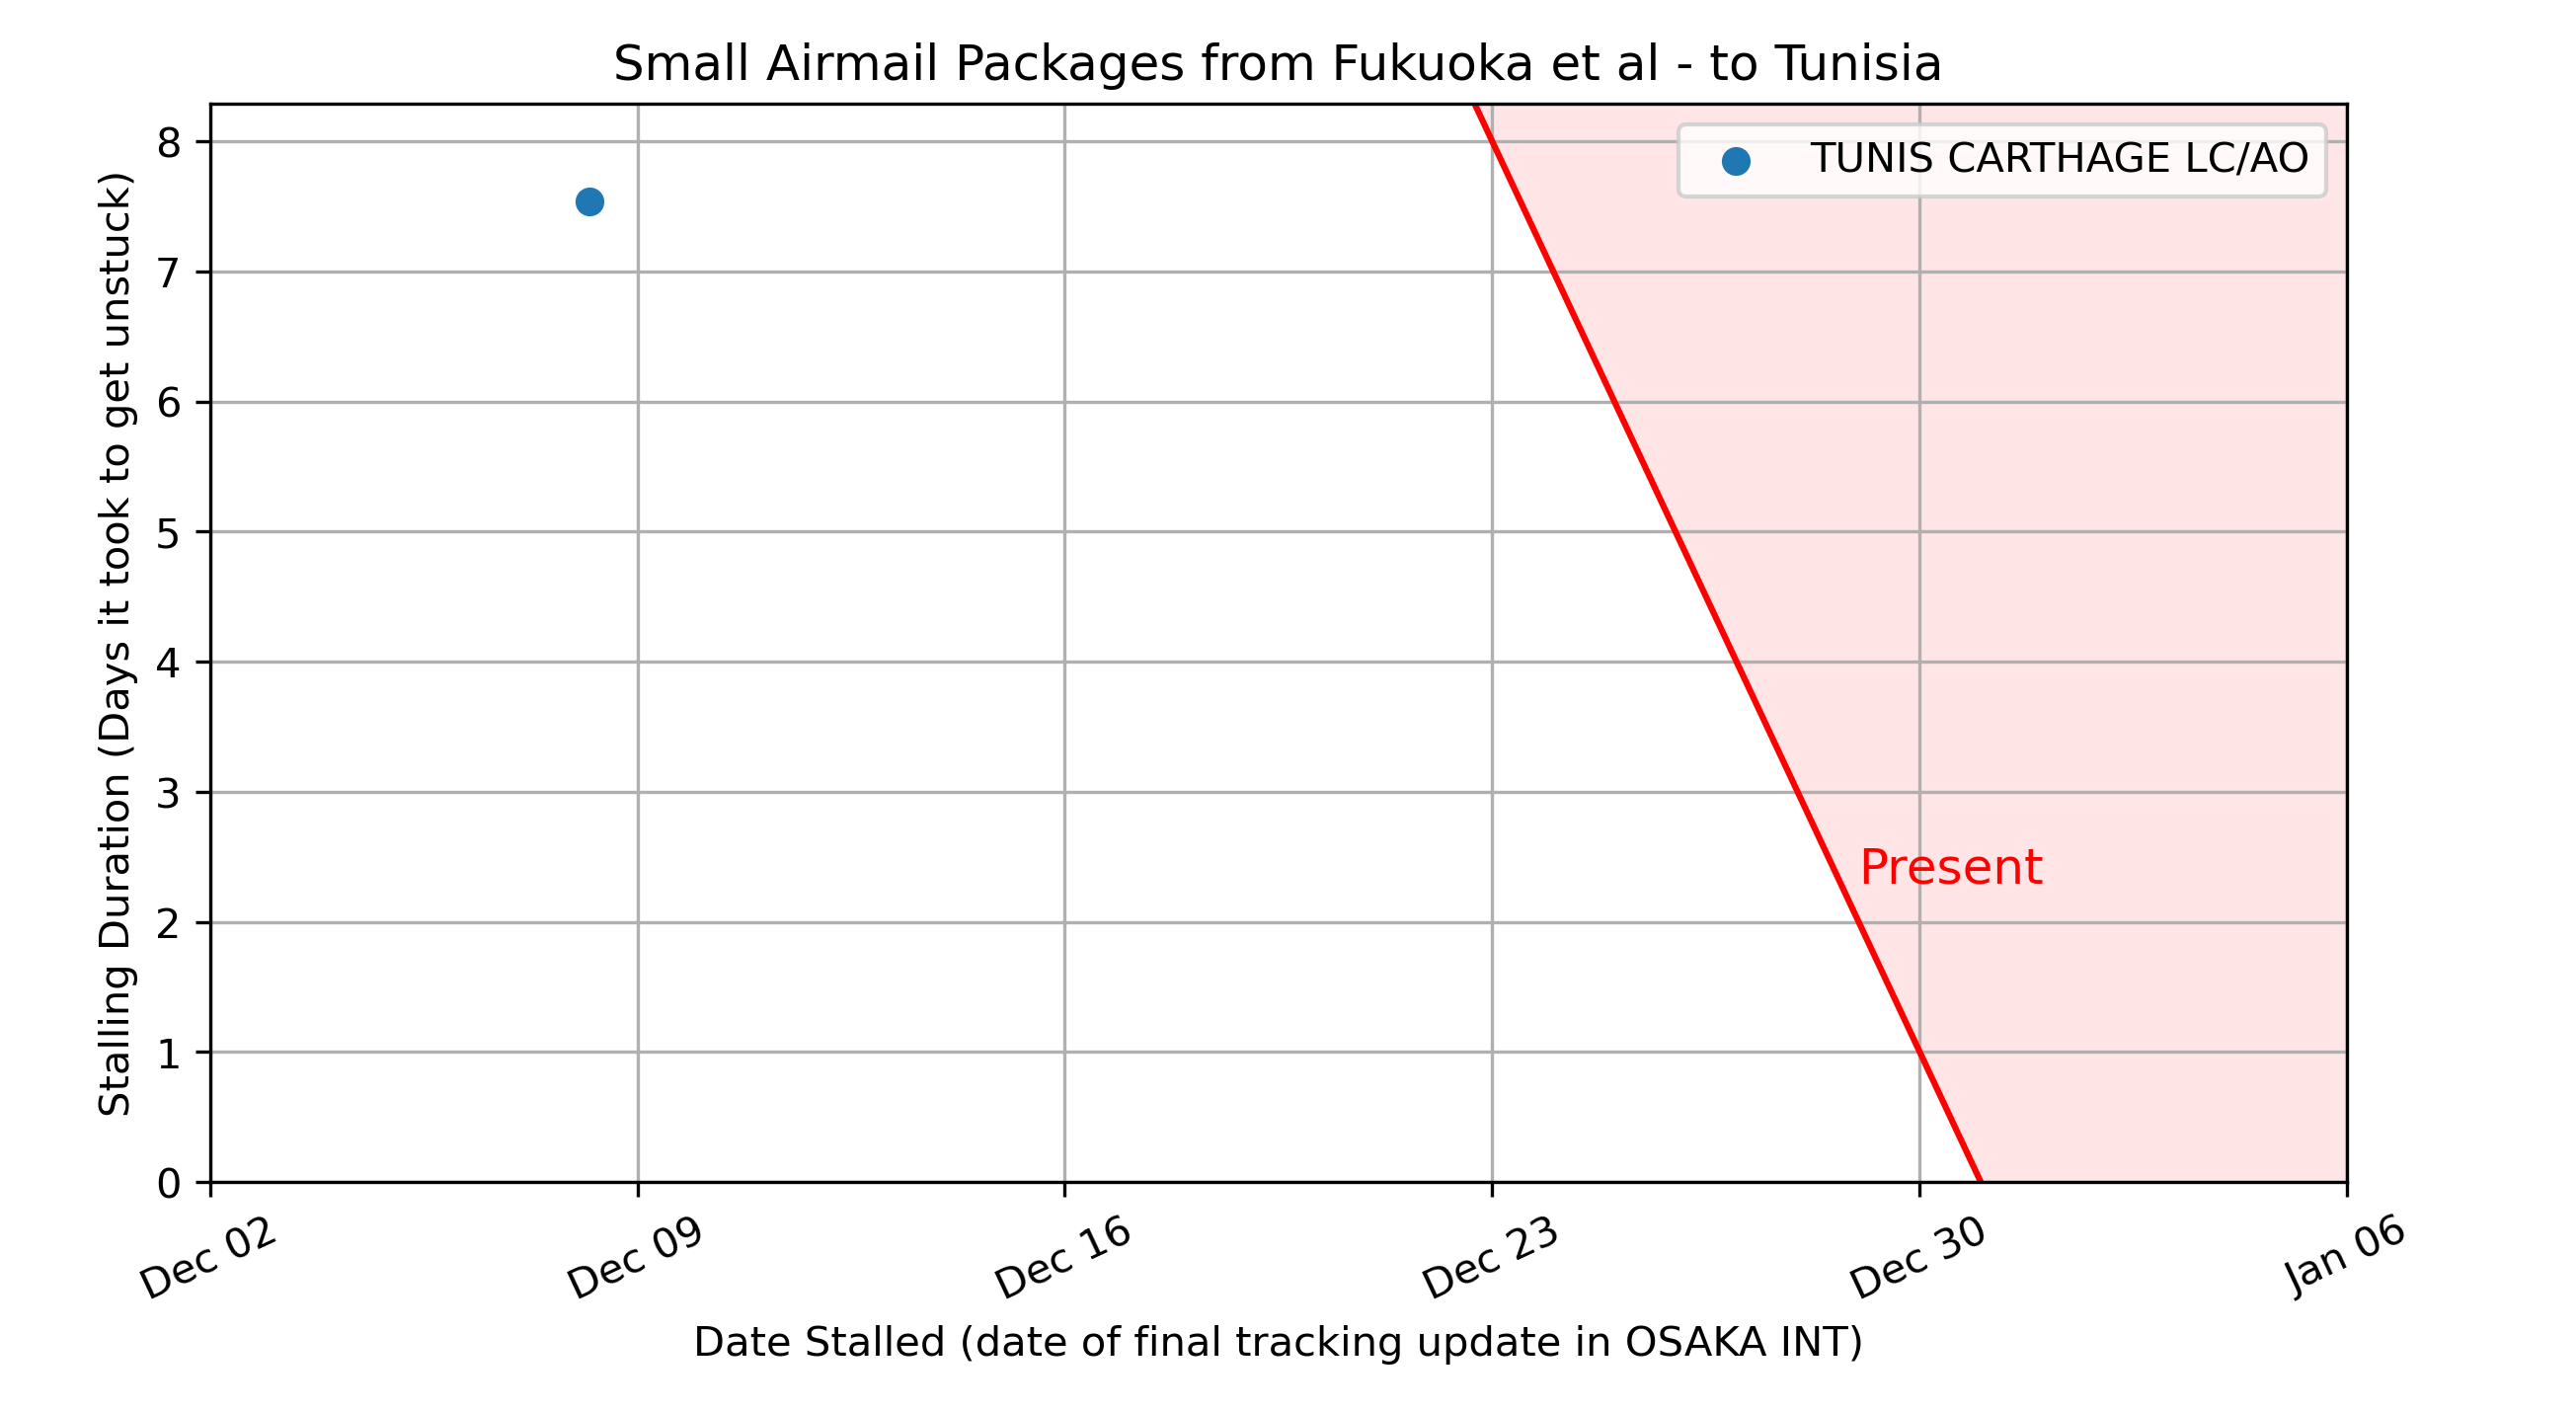 Small Airmail Packages from Fukuoka et al - to Tunisia
TUNIS CARTHAGE LC/AO
Stalling Duration (Days it took to get unstuck)
8
7
6
5
4
3
2
1
0
Present
Dec 02
Dec 09
Dec 16
Dec 23
Dec 30
Jan 06
Date Stalled (date of final tracking update in OSAKA INT)